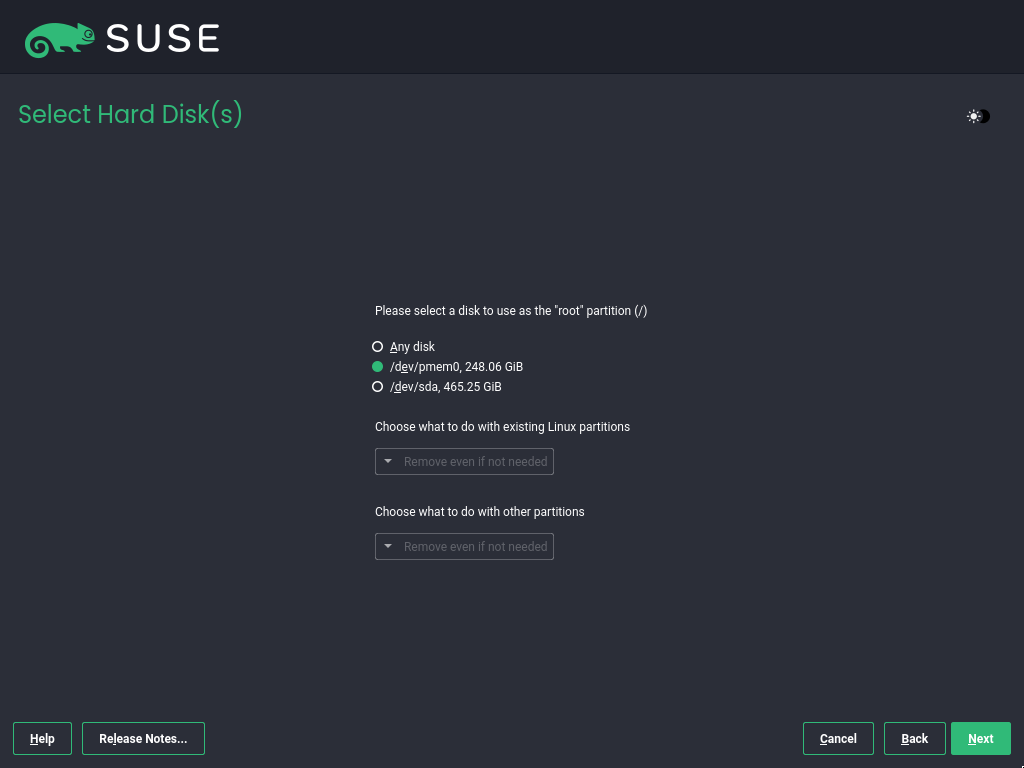 SUSE
Select Hard Disk(s)
Please select a disk to use as the "root" partition (/)
Any disk
/dev/pmem0, 248.06 GiB
/dev/sda, 465.25 GiB
Choose what to do with existing Linux partitions
Remove even if not needed
Choose what to do with other partitions
Remove even if not needed
Help Release Notes... Cancel Back Next